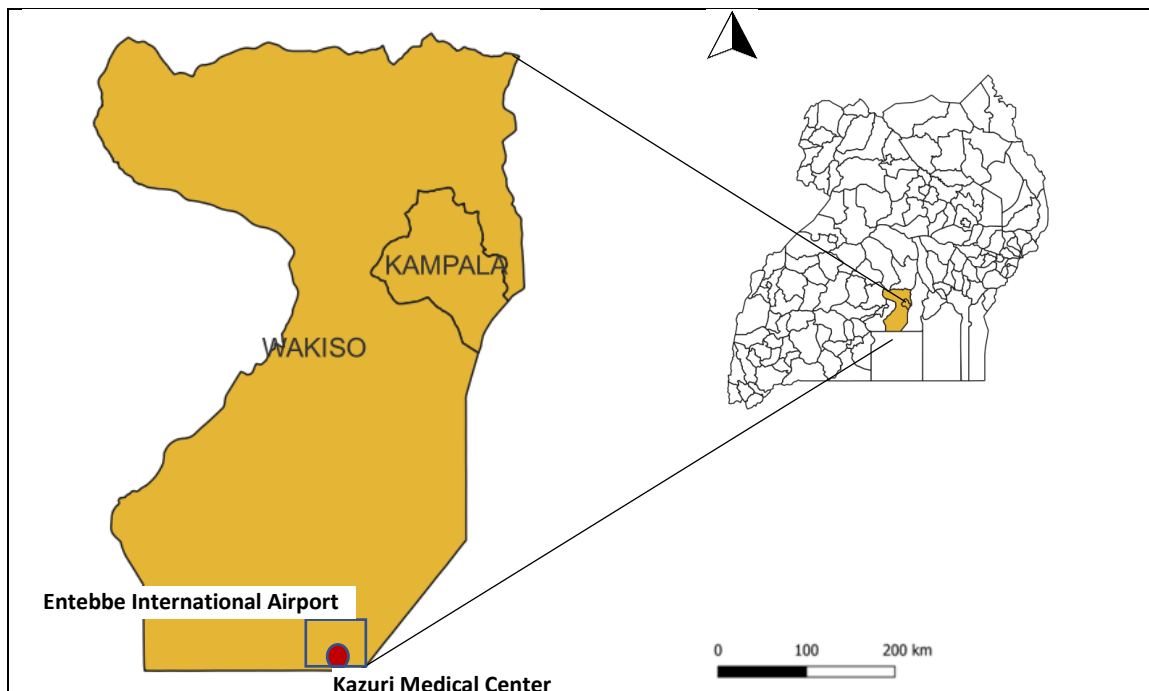 KAMPALA
WAKISO
Entebbe International Airport
Kazuri Medical Center
0 100 200 km